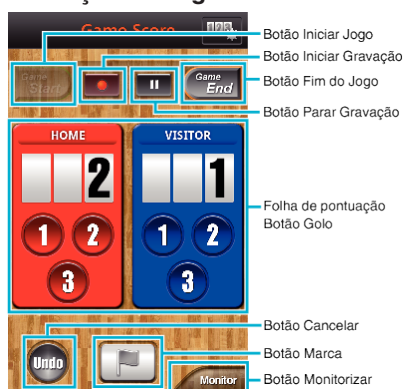 Game Score
123
Botão Iniciar Jogo
Botão Iniciar Gravação
Game
Start
Game
End
Botão Fim do Jogo
Botão Parar Gravação
HOME
VISITOR
2
1
Folha de pontuação
Botão Golo
1
2
1
2
3
3
Botão Cancelar
Undo
Botão Marca
Monitor
Botão Monitorizar